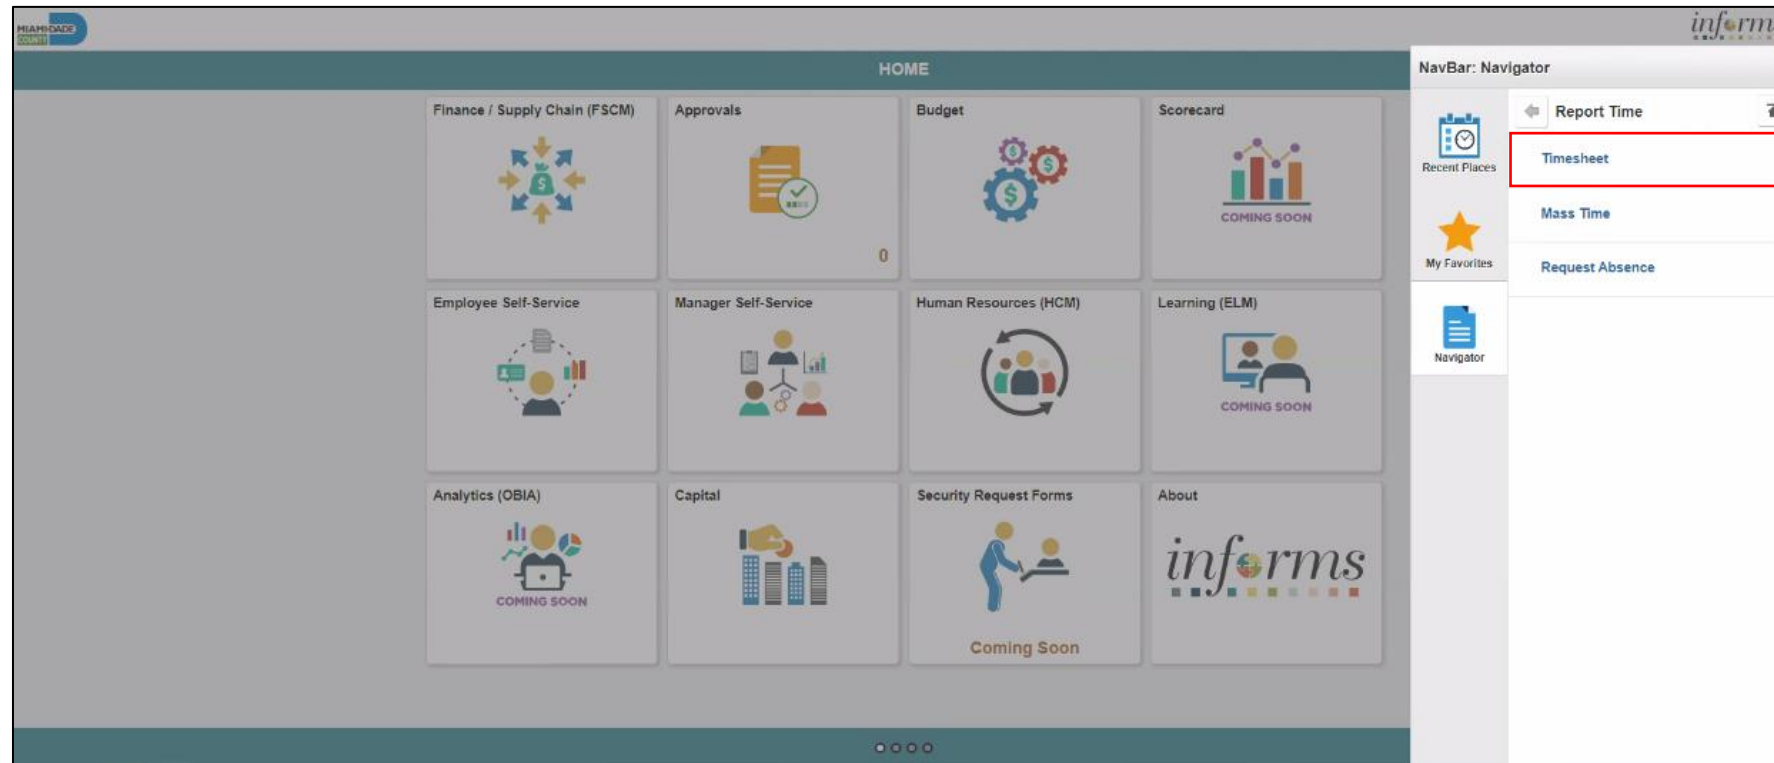 MIAMI-DADE
COUNTY
inform
HOME
NavBar: Navigator
Finance / Supply Chain (FSCM)
Approvals
0
Budget
Scorecard
COMING SOON
Employee Self-Service
Manager Self-Service
Human Resources (HCM)
Learning (ELM)
COMING SOON
Analytics (OBIA)
COMING SOON
Capital
Security Request Forms
Coming Soon
About
informs
Recent Places
My Favorites
Navigator
Report Time
Timesheet
Mass Time
Request Absence